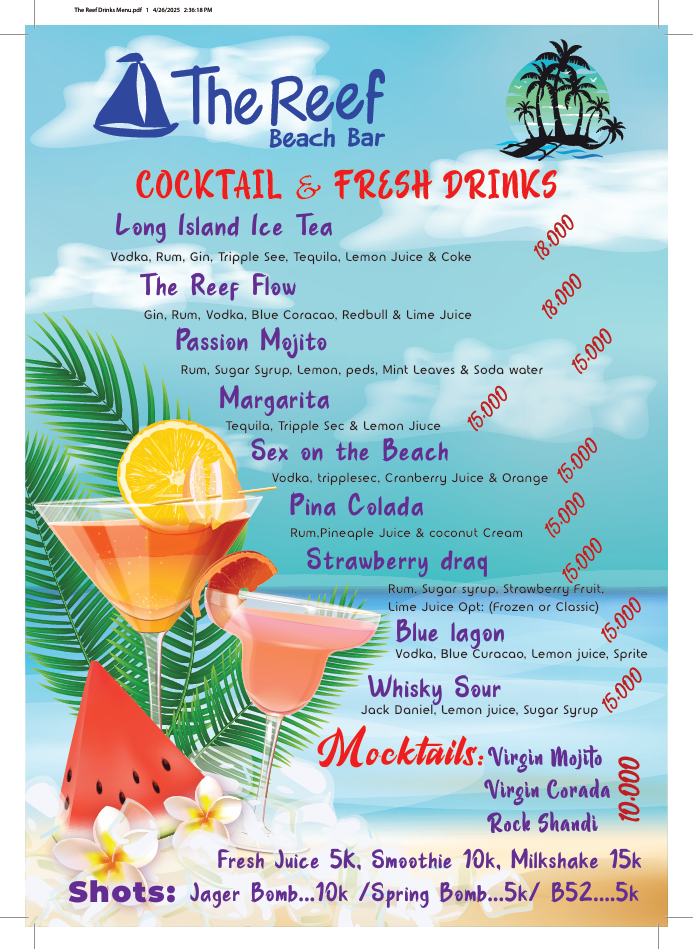 The Reef Drinks Menu.pdf 1 4/26/2025 2:36:18 PM
The Reef
Beach Bar
COCKTAIL & FRESH DRINKS
Long Island Ice Tea
Vodka, Rum, Gin, Tripple See, Tequila, Lemon Juice & Coke
18.000
The Reef Flow
Gin, Rum, Vodka, Blue Coracao, Redbull & Lime Juice
18.000
Passion Mojito
Rum, Sugar Syrup, Lemon, peds, Mint Leaves & Soda water
15.000
Margarita
Tequila, Tripple Sec & Lemon Jiuce
15.000
Sex on the Beach
Vodka, tripplesec, Cranberry Juice & Orange
15.000
Pina Colada
Rum,Pineaple Juice & coconut Cream
15.000
Strawberry draq
Rum, Sugar syrup, Strawberry Fruit,
Lime Juice Opt: (Frozen or Classic)
15.000
Blue lagon
Vodka, Blue Curacao, Lemon juice, Sprite
15.000
Whisky Sour
Jack Daniel, Lemon juice, Sugar Syrup
15.000
Mocktails: Virgin Mojito
Virgin Corada
Rock Shandi
10.000
Fresh Juice 5K, Smoothie 10k, Milkshake 15k
Shots: Jager Bomb...10k /Spring Bomb...5k/ B52....5k